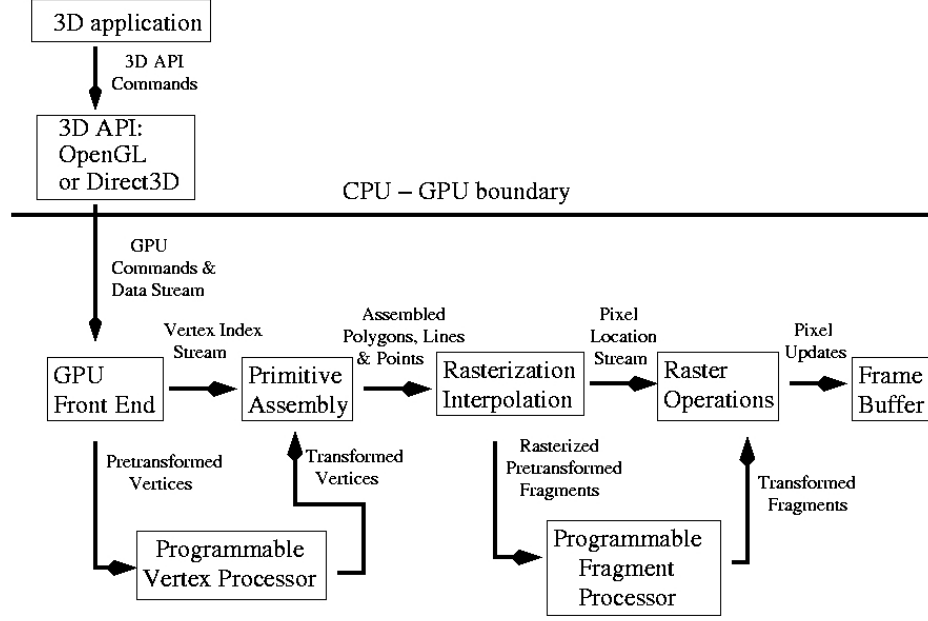 3D application
3D API
Commands
3D API:
OpenGL
or Direct3D
CPU – GPU boundary
GPU
Commands &
Data Stream
Vertex Index
Stream
Assembled
Polygons, Lines
& Points
Pixel
Location
Stream
Pixel
Updates
GPU
Front End
Primitive
Assembly
Rasterization
Interpolation
Raster
Operations
Frame
Buffer
Pretransformed
Vertices
Transformed
Vertices
Rasterized
Pretransformed
Fragments
Transformed
Fragments
Programmable
Vertex Processor
Programmable
Fragment
Processor